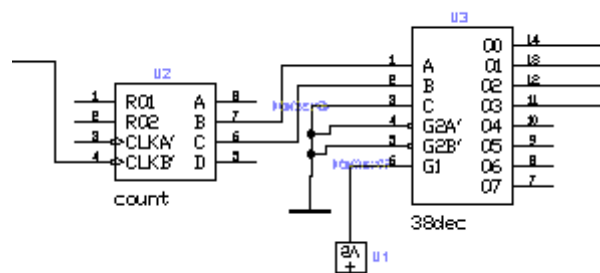 U3
U2
1 RO1 A 8
2 RO2 B 7
3 CLKA' C 6
4 CLKB' D 5
count
1 A O0 14
2 B O1 13
3 C O2 12
4 G2A' O3 11
5 G2B' O4 10
6 G1 O5 9
O6 8
O7 7
38dec
+
U1